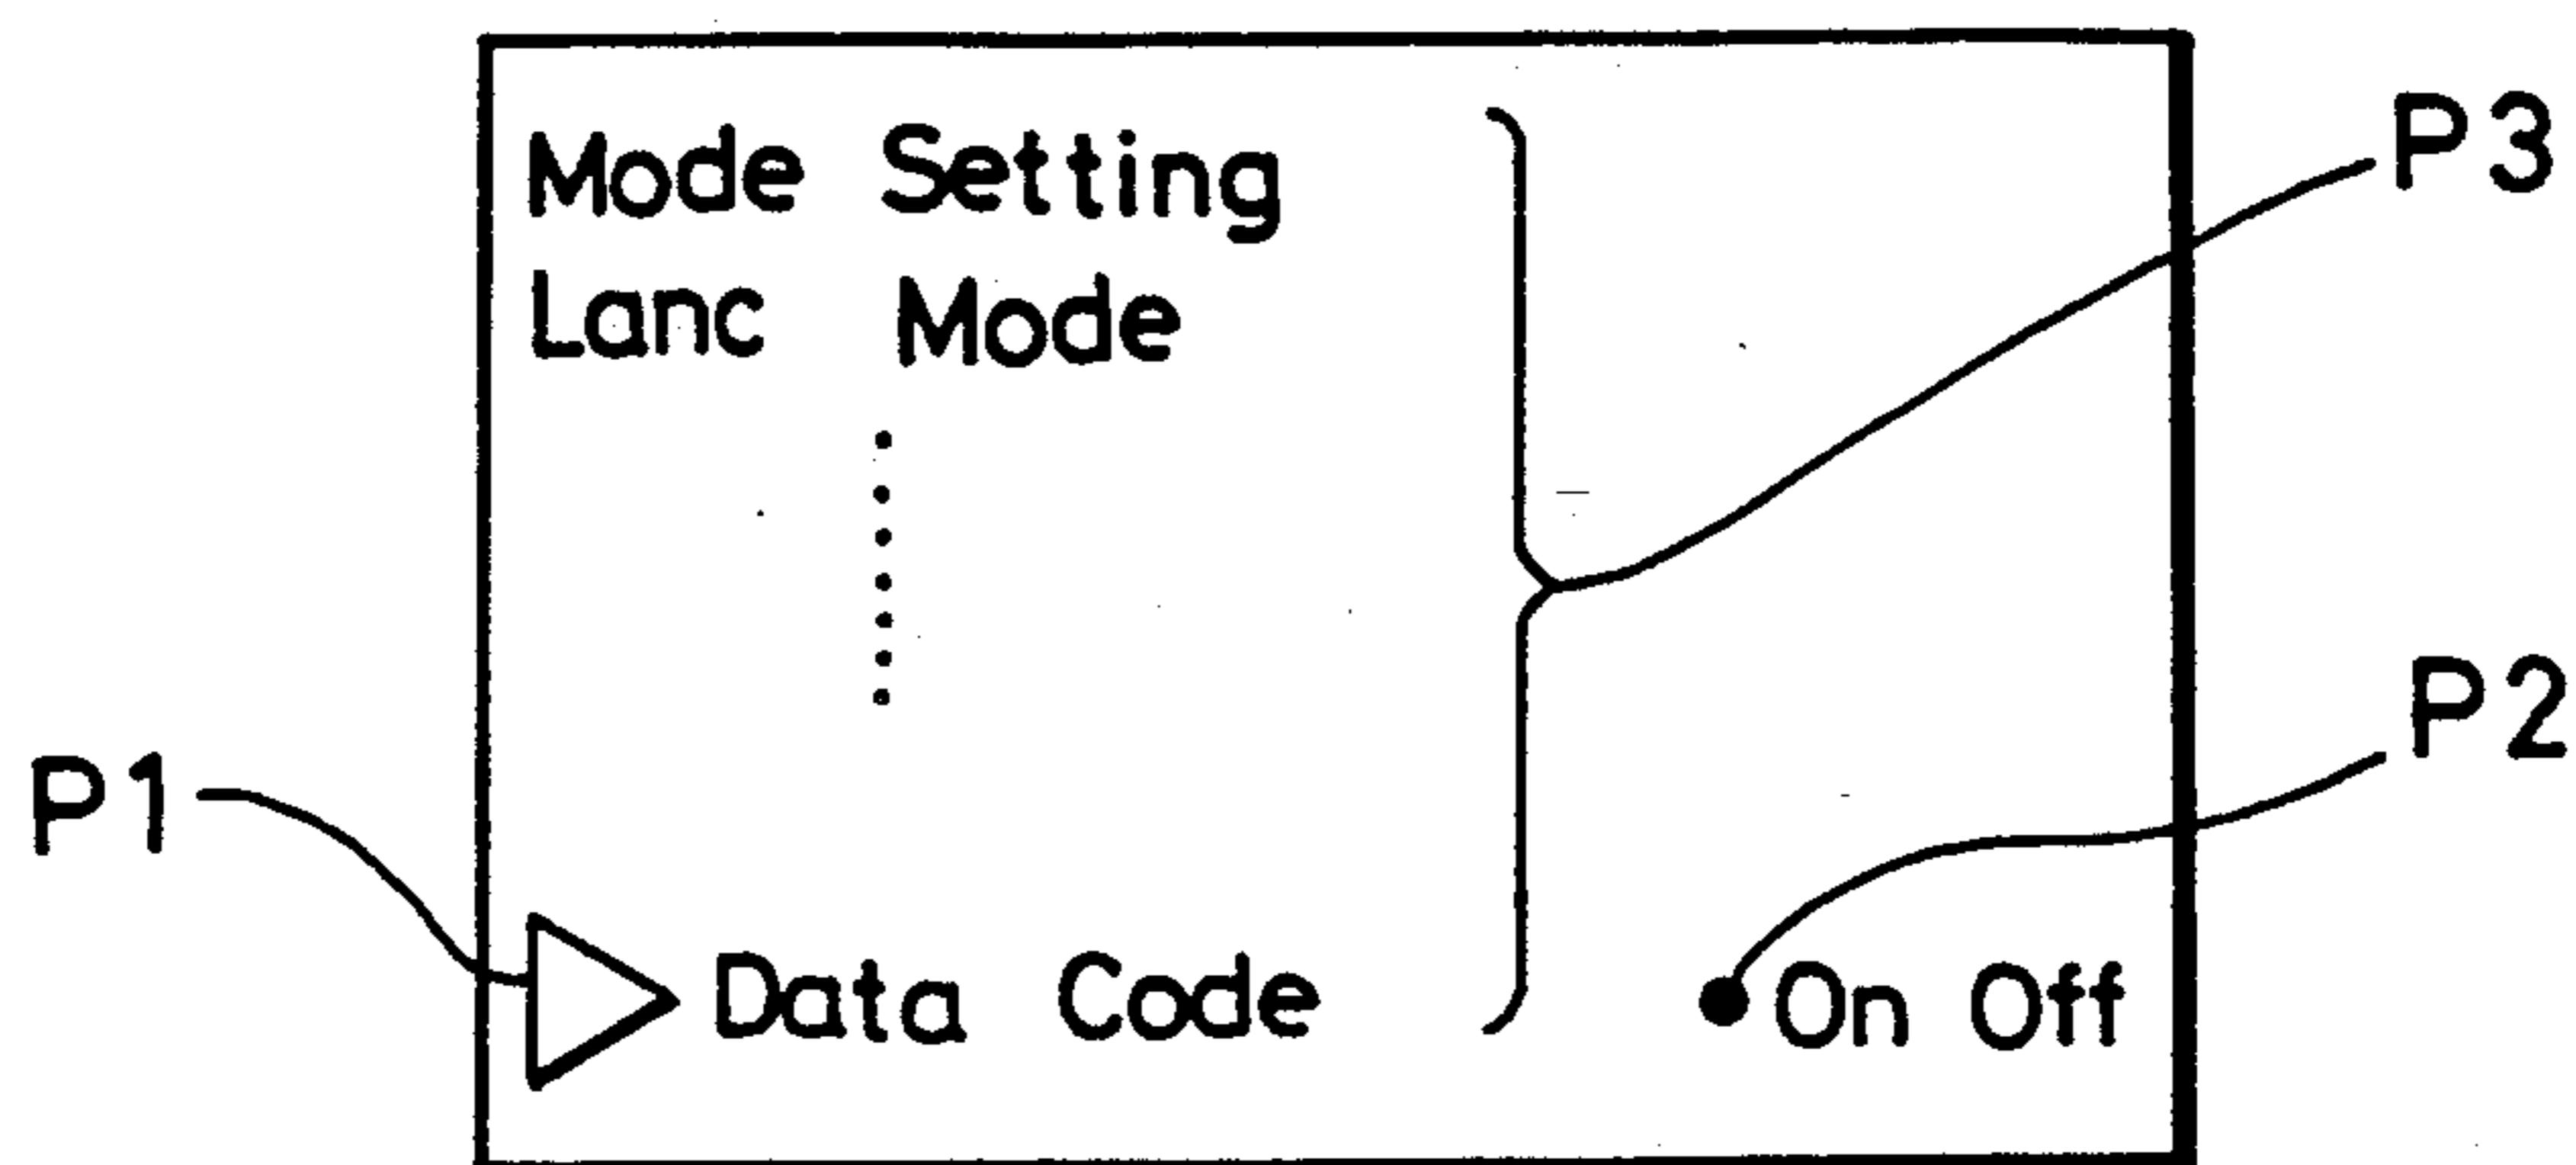 Mode Setting
P3
Lanc Mode
P2
P1
Data Code On Off